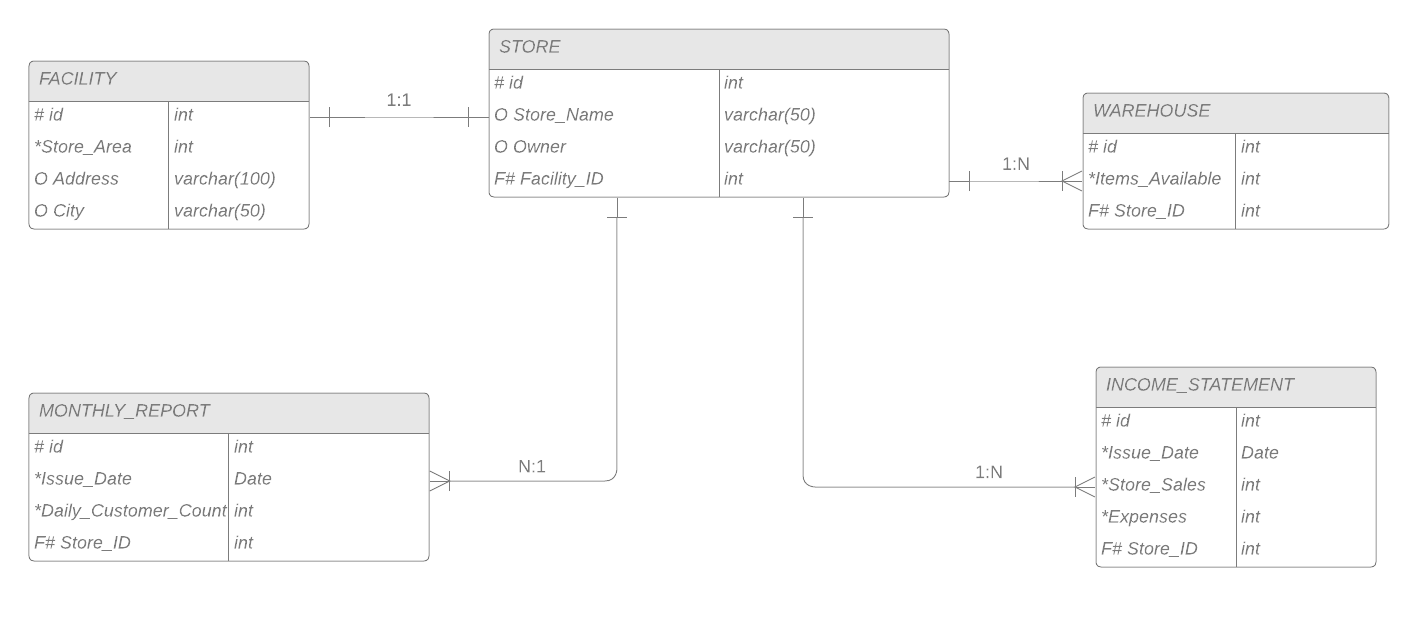 STORE
# id int
O Store_Name varchar(50)
O Owner varchar(50)
F# Facility_ID int
FACILITY
# id int
*Store_Area int
O Address varchar(100)
O City varchar(50)
1:1
WAREHOUSE
# id int
*Items_Available int
F# Store_ID int
1:N
MONTHLY_REPORT
# id int
*Issue_Date Date
*Daily_Customer_Count int
F# Store_ID int
N:1
INCOME_STATEMENT
# id int
*Issue_Date Date
*Store_Sales int
*Expenses int
F# Store_ID int
1:N